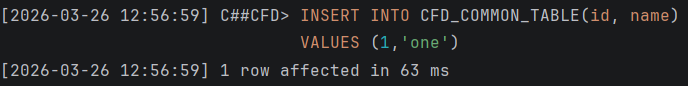 [2026-03-26 12:56:59] C##CFD> INSERT INTO CFD_COMMON_TABLE(id, name)
VALUES (1,'one')
[2026-03-26 12:56:59] 1 row affected in 63 ms